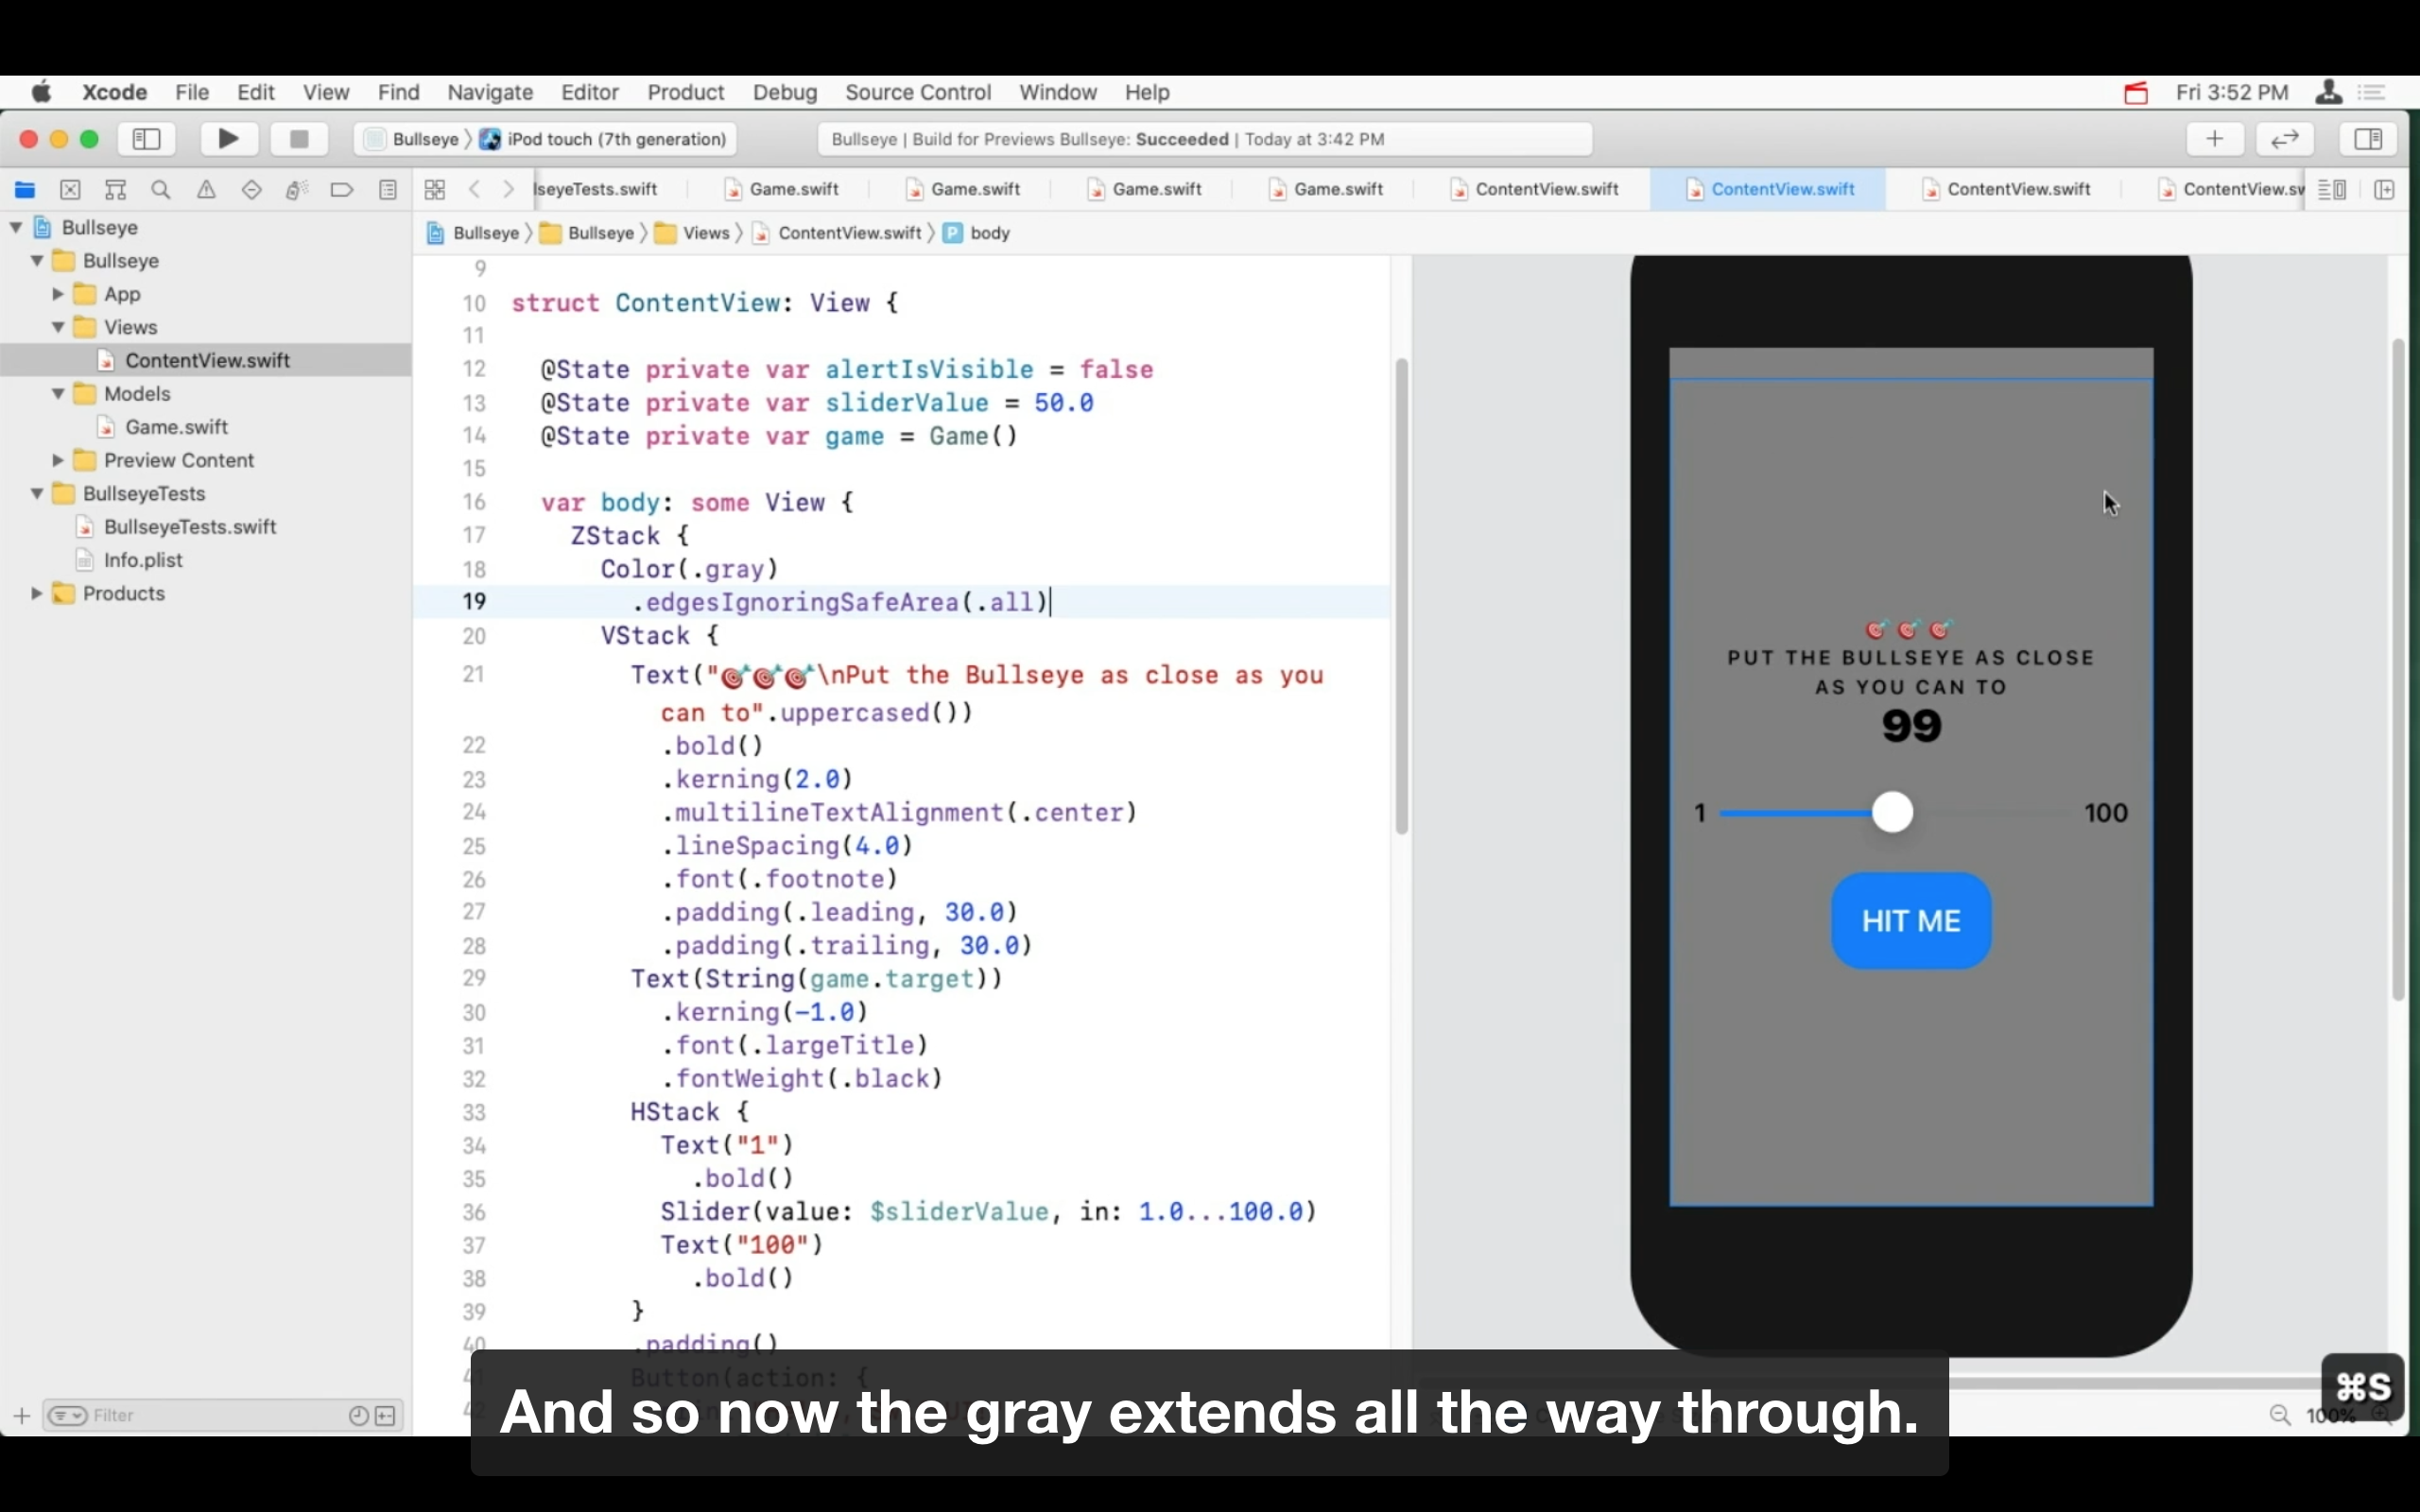 Xcode File Edit View Find Navigate Editor Product Debug Source Control Window Help Fri 3:52 PM
Bullseye iPod touch (7th generation) Bullseye | Build for Previews Bullseye: Succeeded | Today at 3:42 PM
lseyeTests.swift Game.swift Game.swift Game.swift Game.swift ContentView.swift ContentView.swift ContentView.swift ContentView.sw
Bullseye Bullseye Views ContentView.swift P body
Bullseye
Bullseye
App
Views
ContentView.swift
Models
Game.swift
Preview Content
BullseyeTests
BullseyeTests.swift
Info.plist
Products
Filter
9
10 struct ContentView: View {
11
12 @State private var alertIsVisible = false
13 @State private var sliderValue = 50.0
14 @State private var game = Game()
15
16 var body: some View {
17 ZStack {
18 Color(.gray)
19 .edgesIgnoringSafeArea(.all)
20 VStack {
21 Text("🎯🎯🎯\nPut the Bullseye as close as you
can to".uppercased())
22 .bold()
23 .kerning(2.0)
24 .multilineTextAlignment(.center)
25 .lineSpacing(4.0)
26 .font(.footnote)
27 .padding(.leading, 30.0)
28 .padding(.trailing, 30.0)
29 Text(String(game.target))
30 .kerning(-1.0)
31 .font(.largeTitle)
32 .fontWeight(.black)
33 HStack {
34 Text("1")
35 .bold()
36 Slider(value: $sliderValue, in: 1.0...100.0)
37 Text("100")
38 .bold()
39 }
40 .padding()
41 Button(action: {
🎯🎯🎯
PUT THE BULLSEYE AS CLOSE
AS YOU CAN TO
99
1 100
HIT ME
⌘S
100%
And so now the gray extends all the way through.